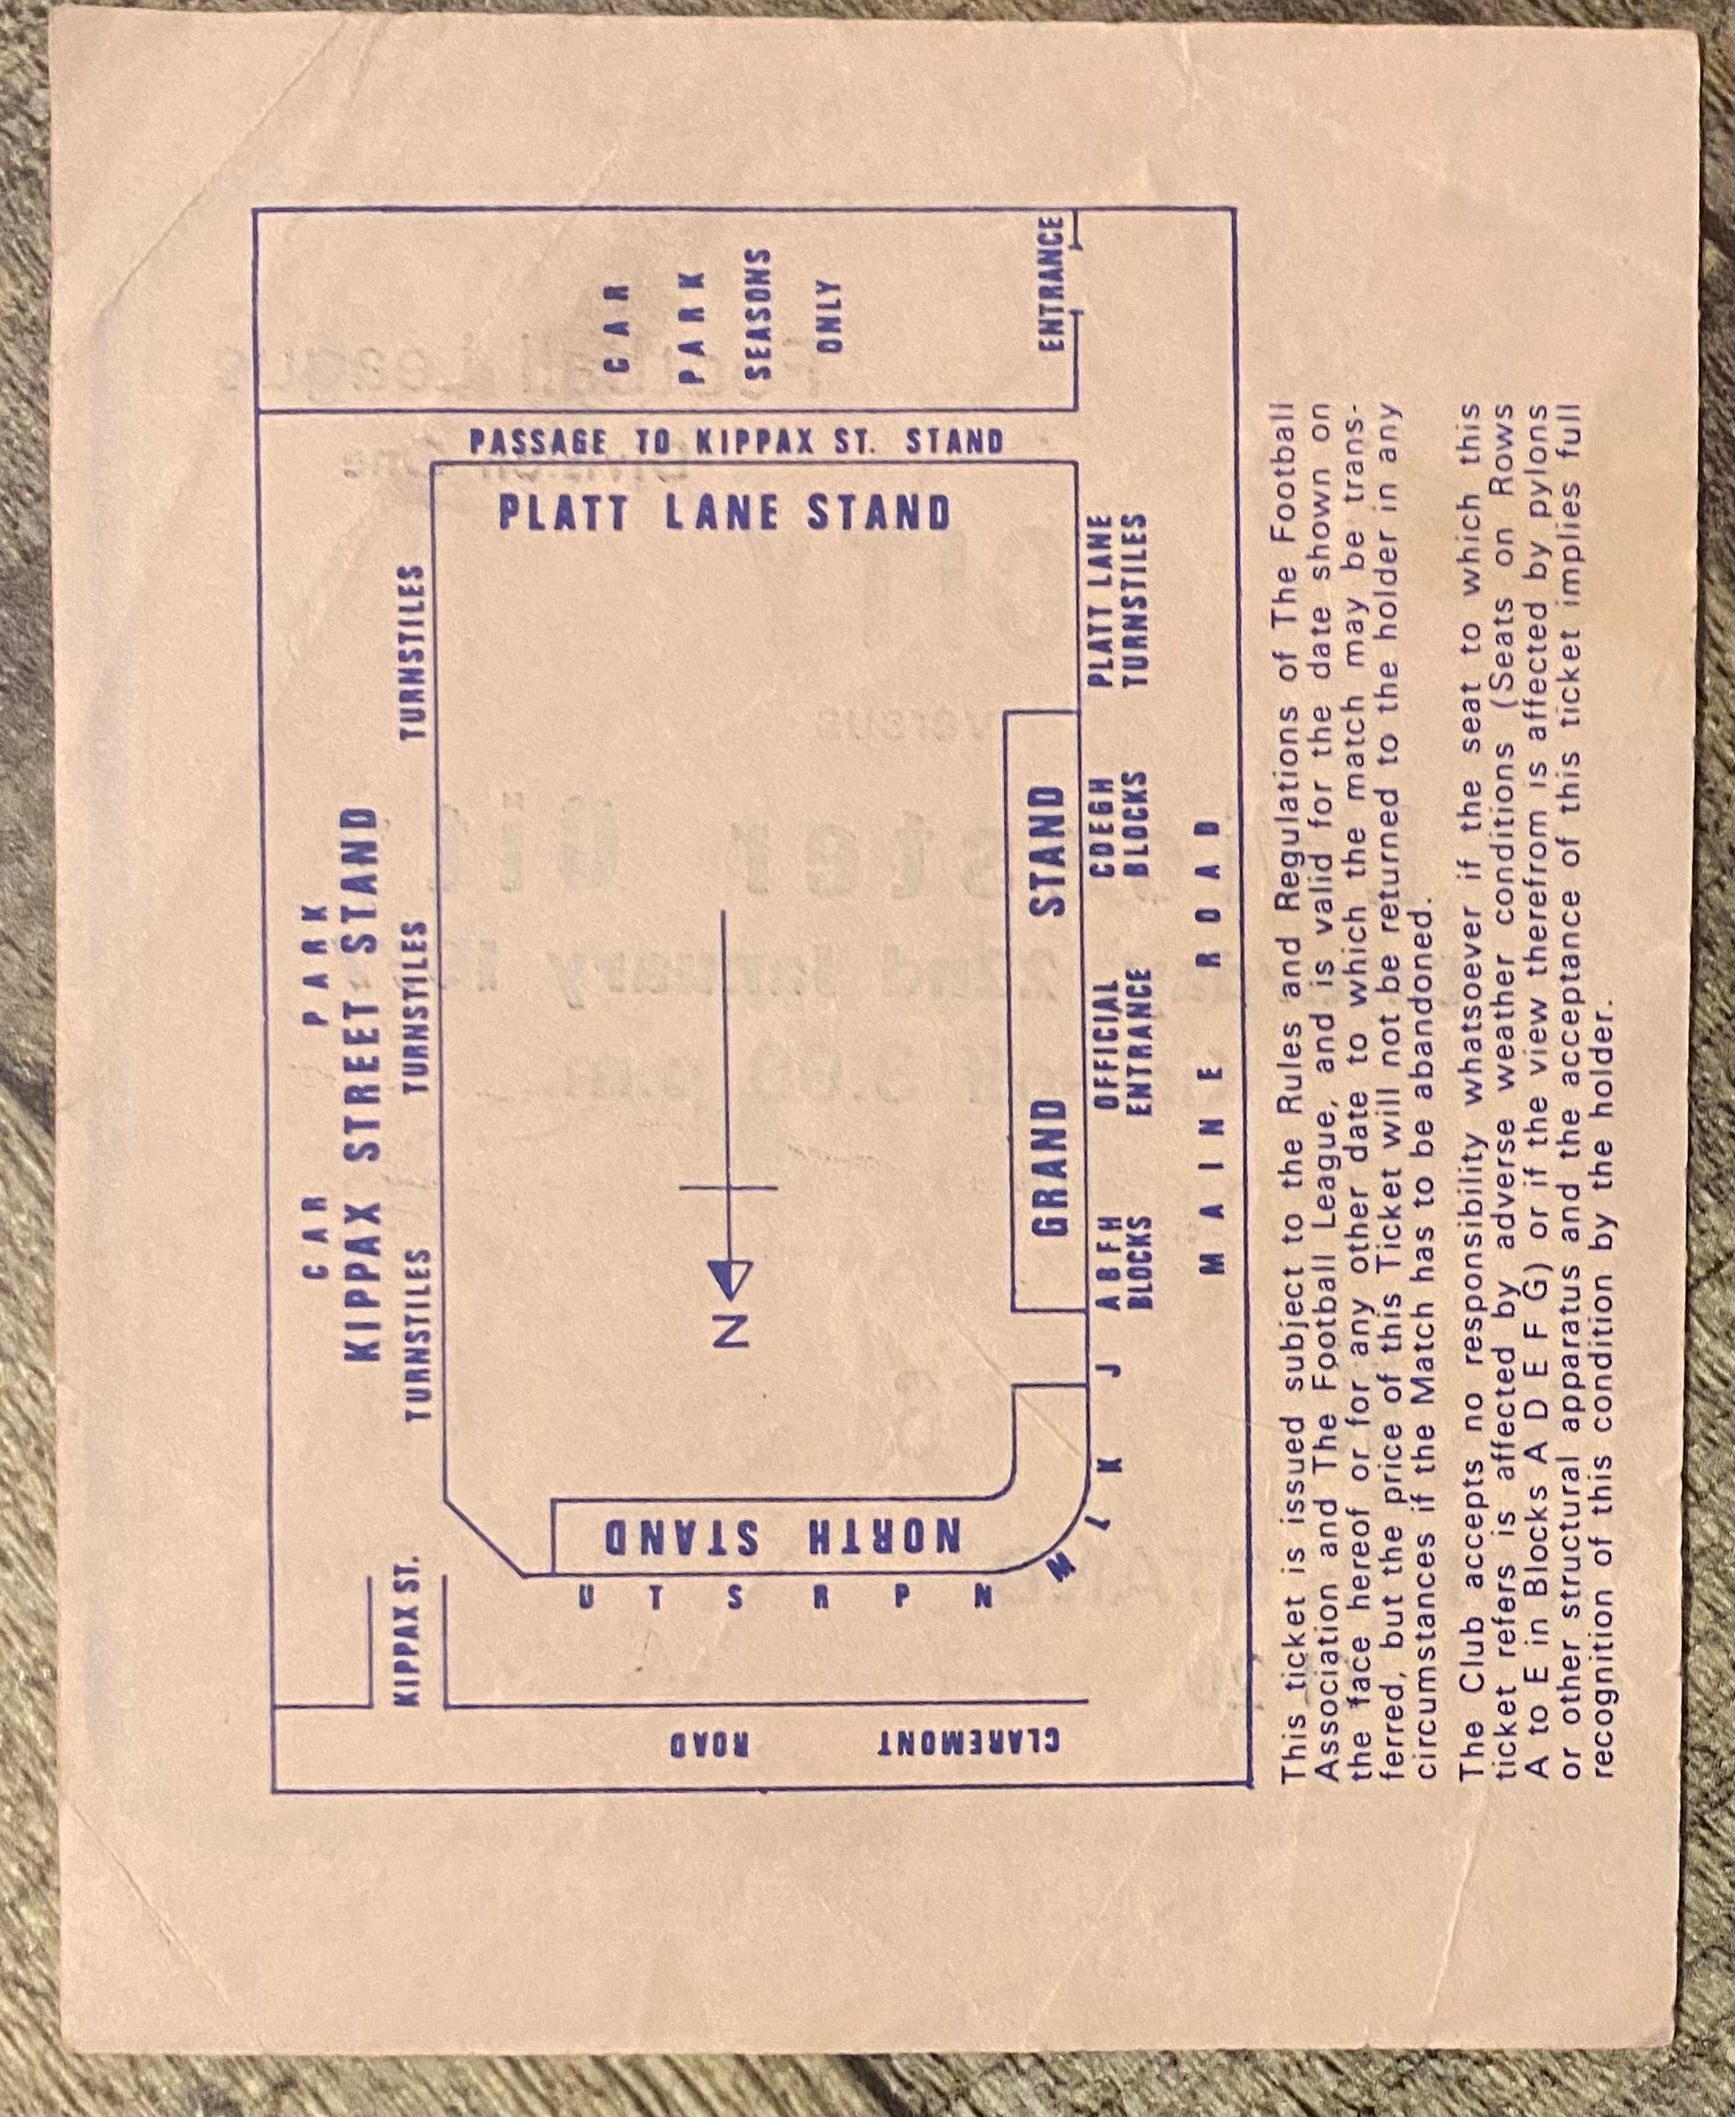 CAR PARK
KIPPAX STREET STAND
TURNSTILES TURNSTILES TURNSTILES
KIPPAX ST.
CLAREMONT
ROAD
U
T
S
R
P
N
M
L
K
J
NORTH STAND
N
PLATT LANE STAND
PASSAGE TO KIPPAX ST. STAND
CAR
PARK
SEASONS
ONLY
ENTRANCE
GRAND STAND
A B F H
BLOCKS
OFFICIAL
ENTRANCE
CDEGH
BLOCKS
PLATT LANE
TURNSTILES
MAINE ROAD
This ticket is issued subject to the Rules and Regulations of The Football
Association and The Football League, and is valid for the date shown on
the face hereof or for any other date to which the match may be trans-
ferred, but the price of this Ticket will not be returned to the holder in any
circumstances if the Match has to be abandoned.
The Club accepts no responsibility whatsoever if the seat to which this
ticket refers is affected by adverse weather conditions (Seats on Rows
A to E in Blocks A D E F G) or if the view therefrom is affected by pylons
or other structural apparatus and the acceptance of this ticket implies full
recognition of this condition by the holder.